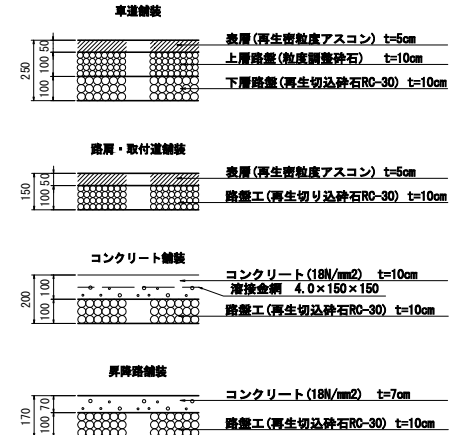 車道舗装
表層(再生密粒度アスコン) t=5cm
上層路盤(粒度調整砕石) t=10cm
下層路盤(再生切込砕石RC-30) t=10cm
250
50
100
100
路肩・取付道舗装
表層(再生密粒度アスコン) t=5cm
路盤工(再生切り込砕石RC-30) t=10cm
150
50
100
コンクリート舗装
コンクリート(18N/mm2) t=10cm
溶接金網 4.0×150×150
路盤工(再生切込砕石RC-30) t=10cm
200
100
100
昇降路舗装
コンクリート(18N/mm2) t=7cm
路盤工(再生切込砕石RC-30) t=10cm
170
70
100